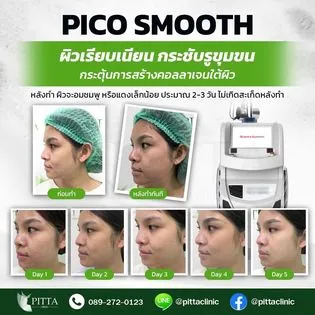 PICO SMOOTH
ผิวเรียบเนียน กระชับรูขุมขน
กระตุ้นการสร้างคอลลาเจนใต้ผิว
หลังทำ ผิวจะอมชมพู หรือแดงเล็กน้อย ประมาณ 2-3 วัน ไม่เกิดสะเก็ดหลังทำ
ก่อนทำ
หลังทำทันที
Day 1
Day 2
Day 3
Day 4
Day 5
PITTA
089-272-0123
LINE
@pittaclinic
@pittaclinic